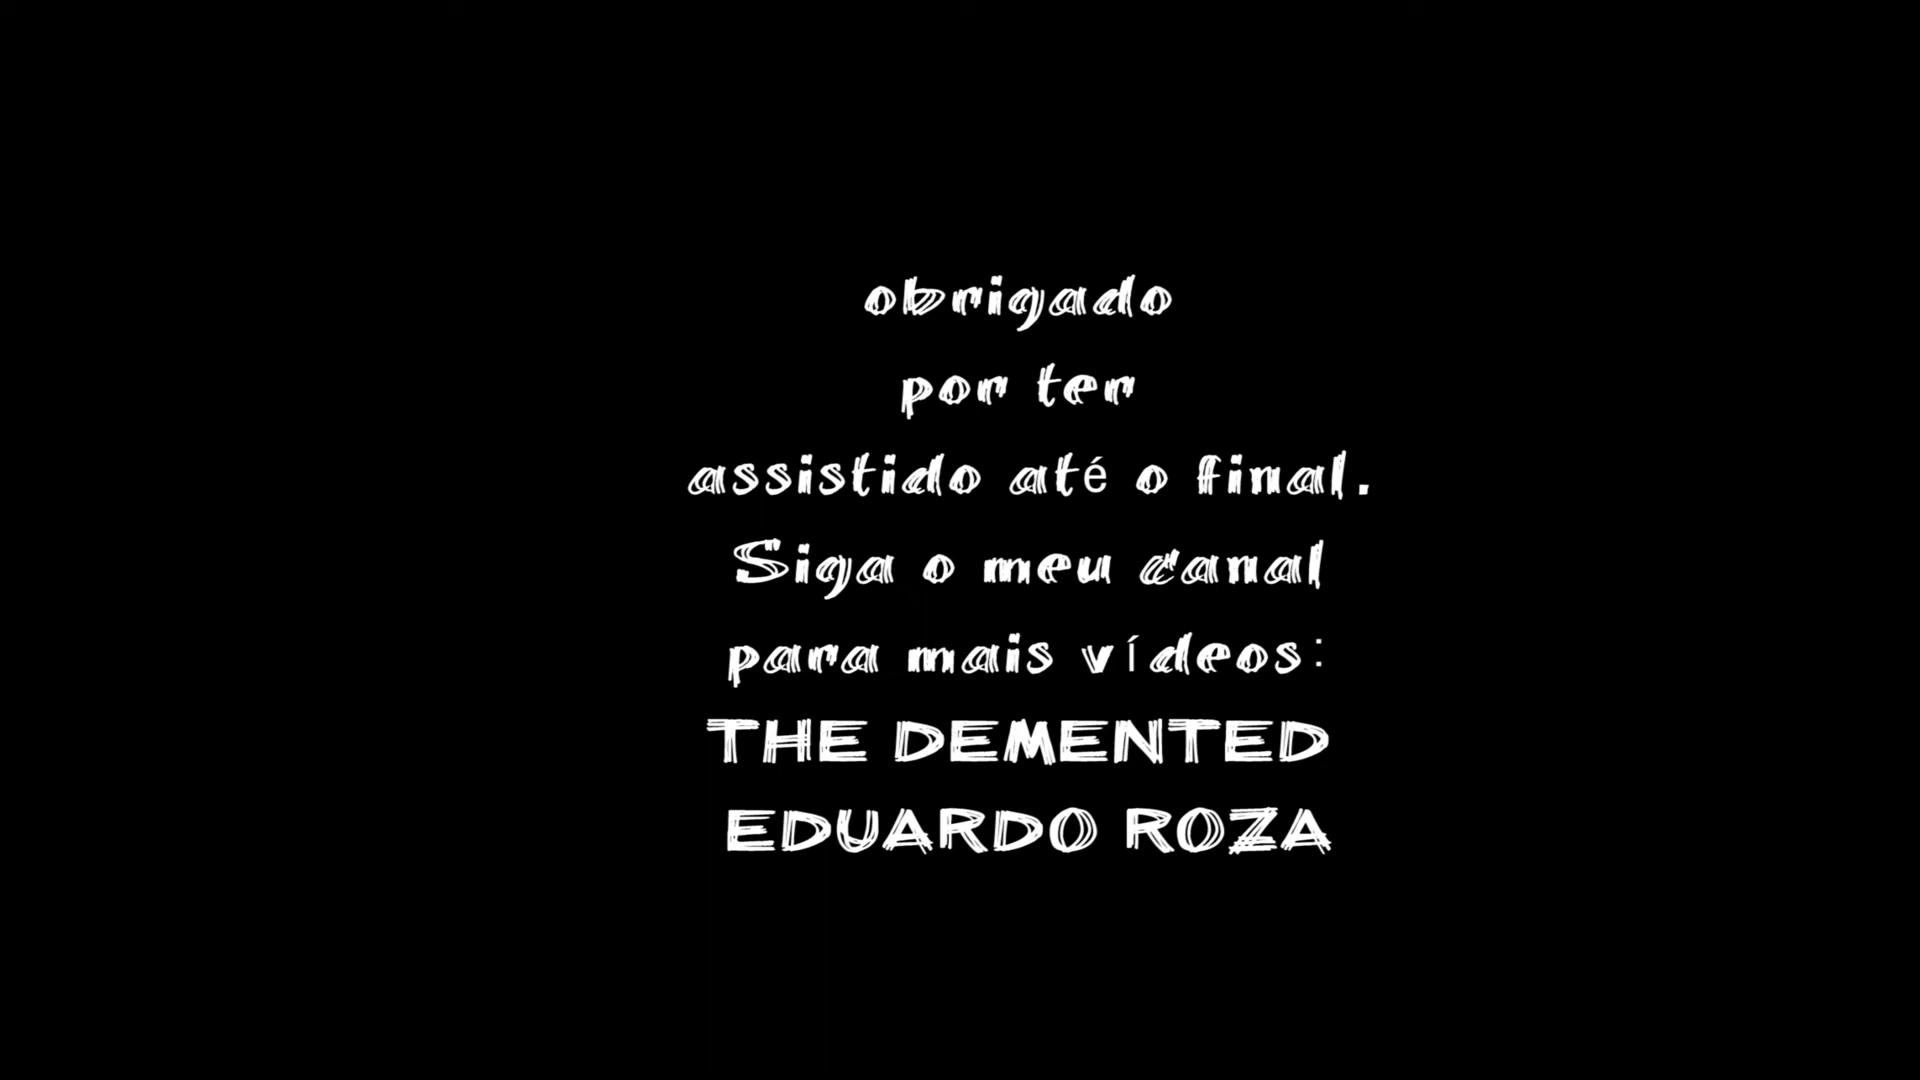 obrigado
por ter
assistido até o final.
Siga o meu canal
para mais vídeos:
THE DEMENTED
EDUARDO ROZA